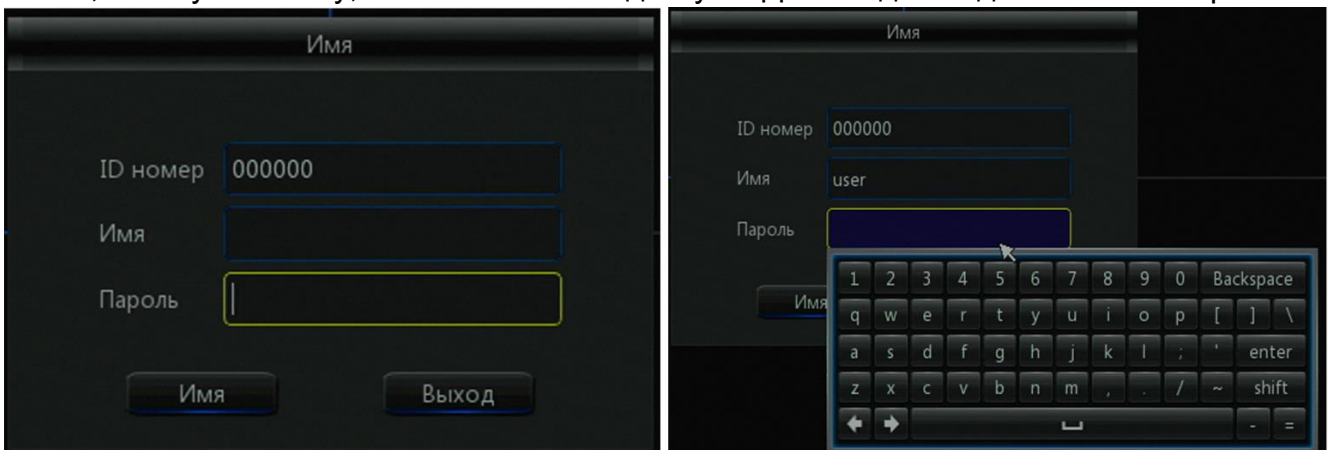 Имя
ID номер 000000
Имя
Пароль
Имя Выход
Имя
ID номер 000000
Имя user
Пароль
Имя
1 2 3 4 5 6 7 8 9 0 Backspace
q w e r t y u i o p [ ] \
a s d f g h j k l ; ' enter
z x c v b n m , . / ~ shift
- =